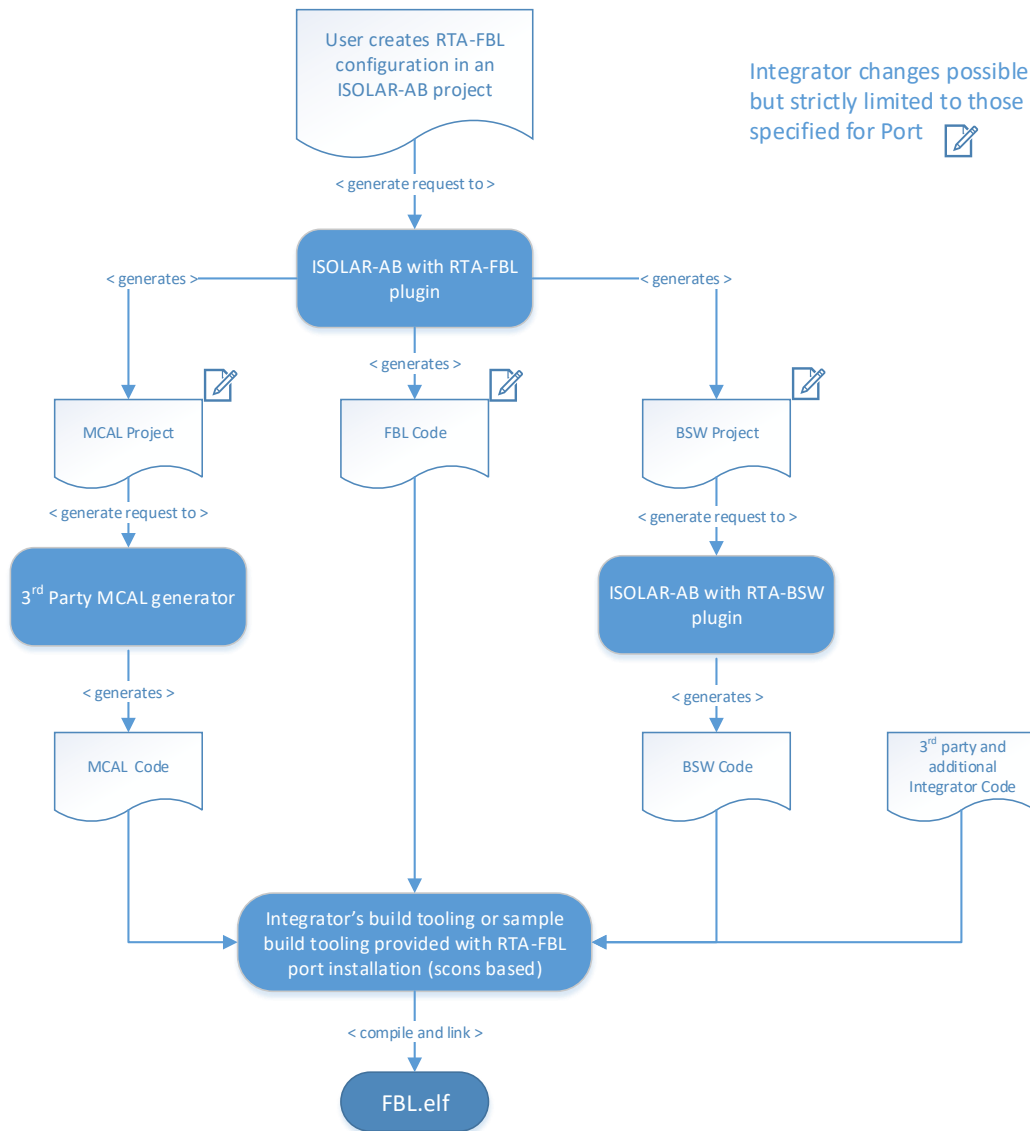 User creates RTA-FBL
configuration in an
ISOLAR-AB project
Integrator changes possible
but strictly limited to those
specified for Port
< generate request to >
ISOLAR-AB with RTA-FBL
plugin
< generates >
< generates >
< generates >
MCAL Project
FBL Code
BSW Project
< generate request to >
< generate request to >
3rd Party MCAL generator
ISOLAR-AB with RTA-BSW
plugin
< generates >
< generates >
MCAL Code
BSW Code
3rd party and
additional
Integrator Code
Integrator’s build tooling or sample
build tooling provided with RTA-FBL
port installation (scons based)
< compile and link >
FBL.elf